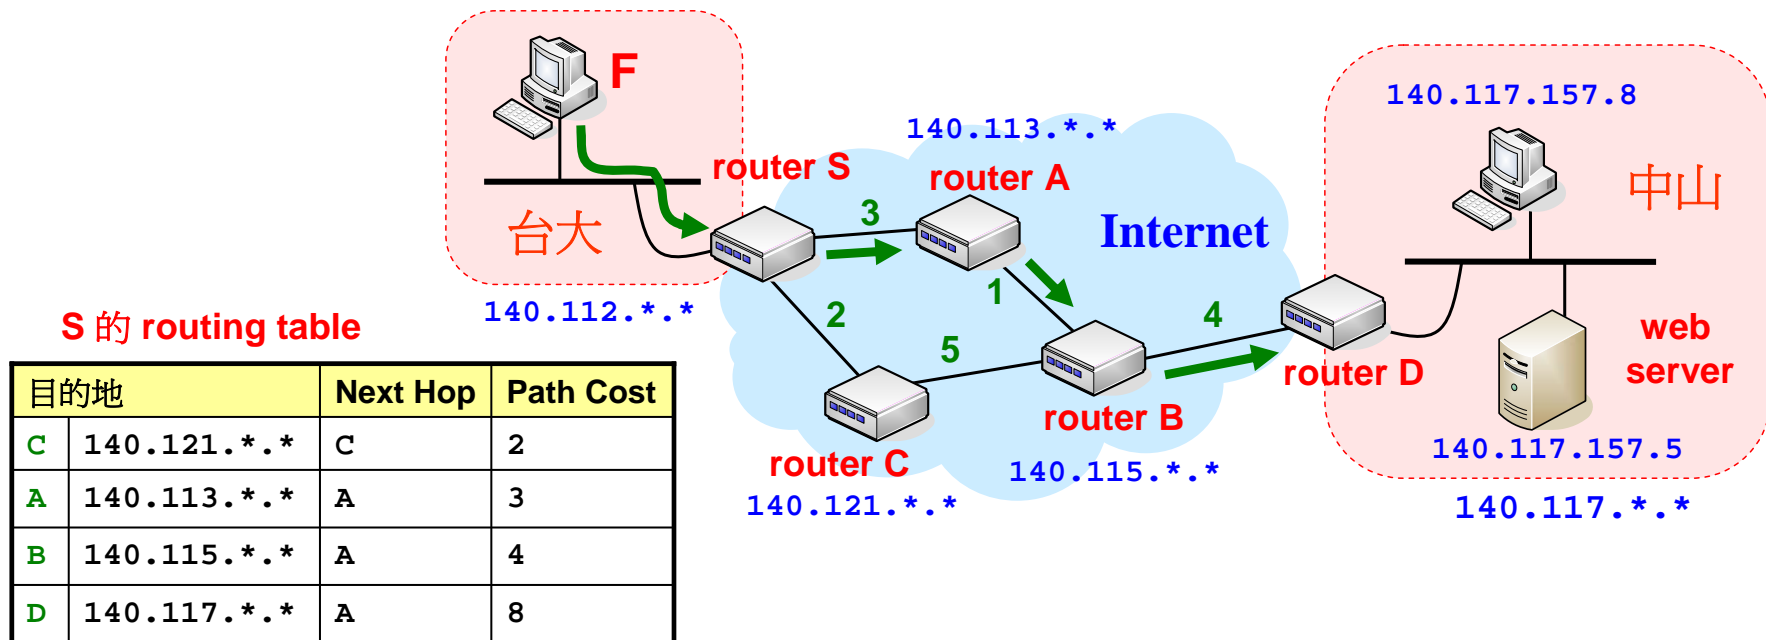 F
140.117.157.8
140.113.*.*
router S
router A
中山
台大
3
Internet
1
140.112.*.*
2
4
S 的 routing table
5
web
server
router D
router B
router C
140.115.*.*
140.121.*.*
140.117.157.5
140.117.*.*
目的地 Next Hop Path Cost
C 140.121.*.* C 2
A 140.113.*.* A 3
B 140.115.*.* A 4
D 140.117.*.* A 8